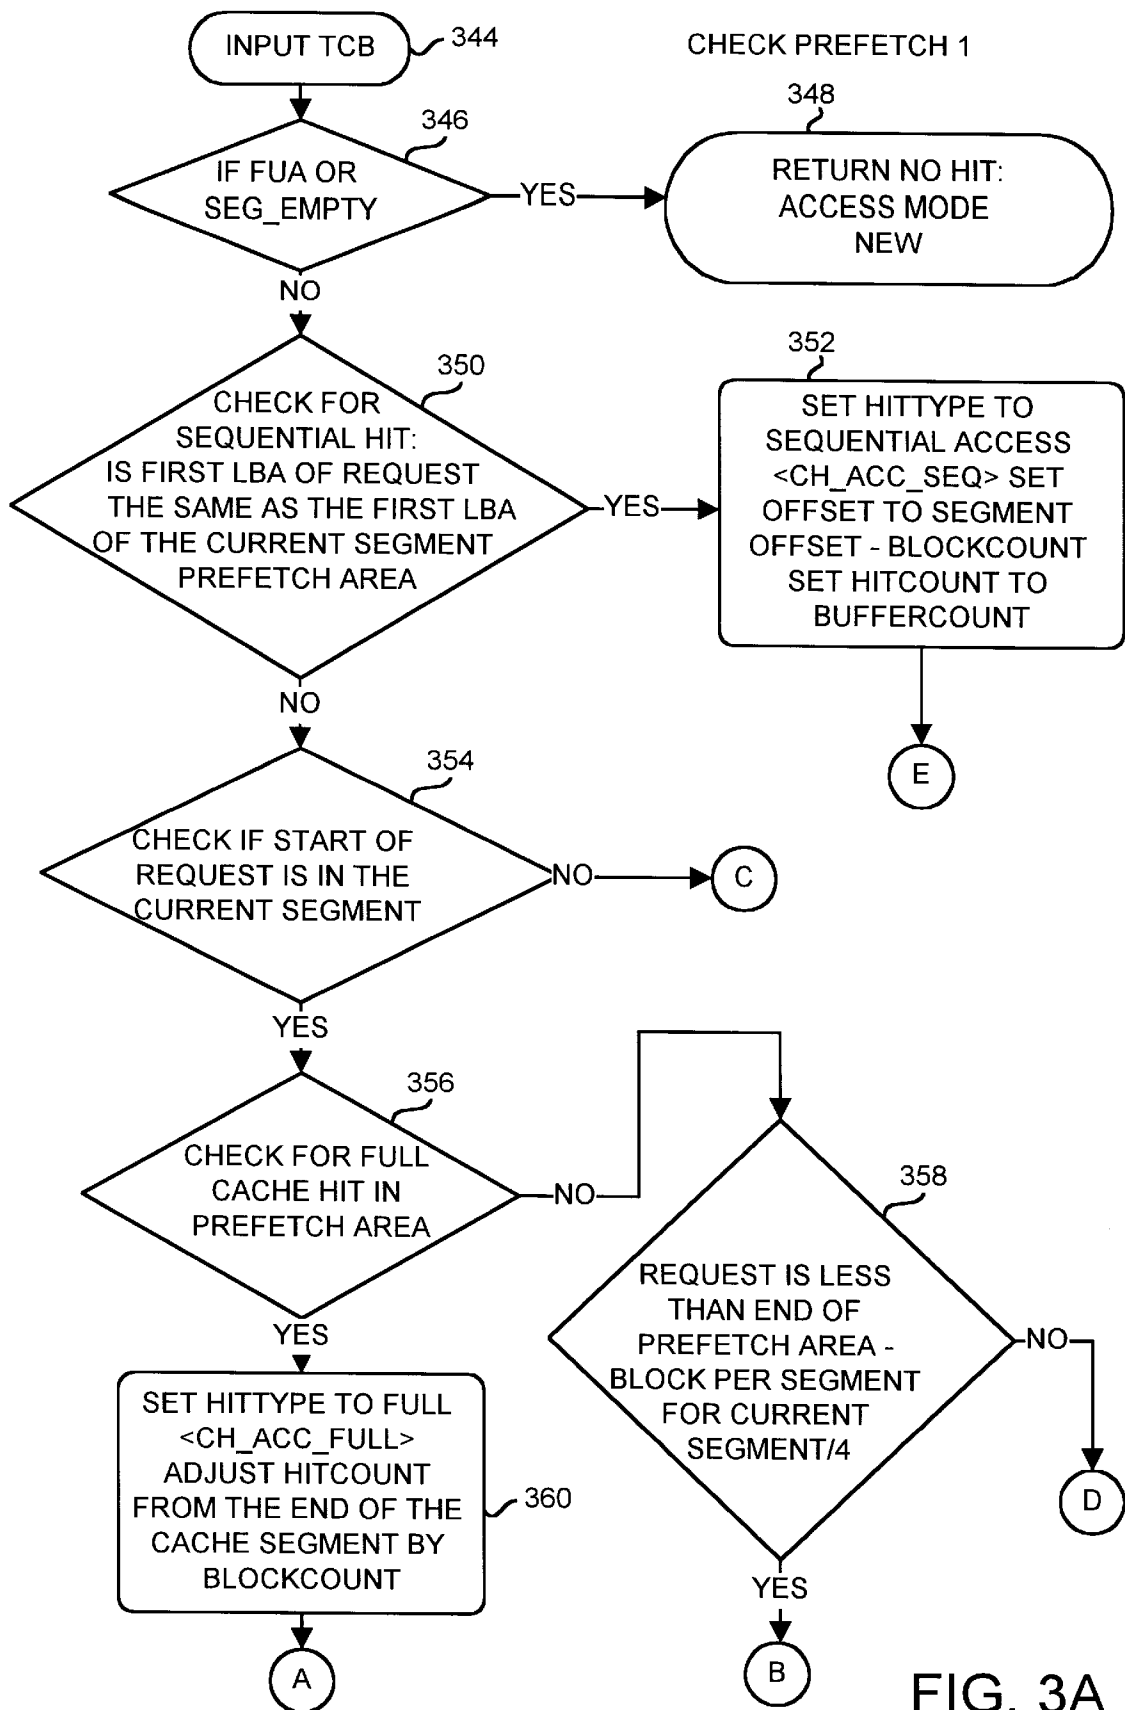 INPUT TCB
344
CHECK PREFETCH 1
346
IF FUA OR
SEG_EMPTY
YES
348
RETURN NO HIT:
ACCESS MODE
NEW
NO
350
CHECK FOR
SEQUENTIAL HIT:
IS FIRST LBA OF REQUEST
THE SAME AS THE FIRST LBA
OF THE CURRENT SEGMENT
PREFETCH AREA
YES
352
SET HITTYPE TO
SEQUENTIAL ACCESS
<CH_ACC_SEQ> SET
OFFSET TO SEGMENT
OFFSET - BLOCKCOUNT
SET HITCOUNT TO
BUFFERCOUNT
E
NO
354
CHECK IF START OF
REQUEST IS IN THE
CURRENT SEGMENT
NO
C
YES
356
CHECK FOR FULL
CACHE HIT IN
PREFETCH AREA
NO
358
REQUEST IS LESS
THAN END OF
PREFETCH AREA -
BLOCK PER SEGMENT
FOR CURRENT
SEGMENT/4
NO
D
YES
B
YES
SET HITTYPE TO FULL
<CH_ACC_FULL>
ADJUST HITCOUNT
FROM THE END OF THE
CACHE SEGMENT BY
BLOCKCOUNT
360
A
FIG. 3A